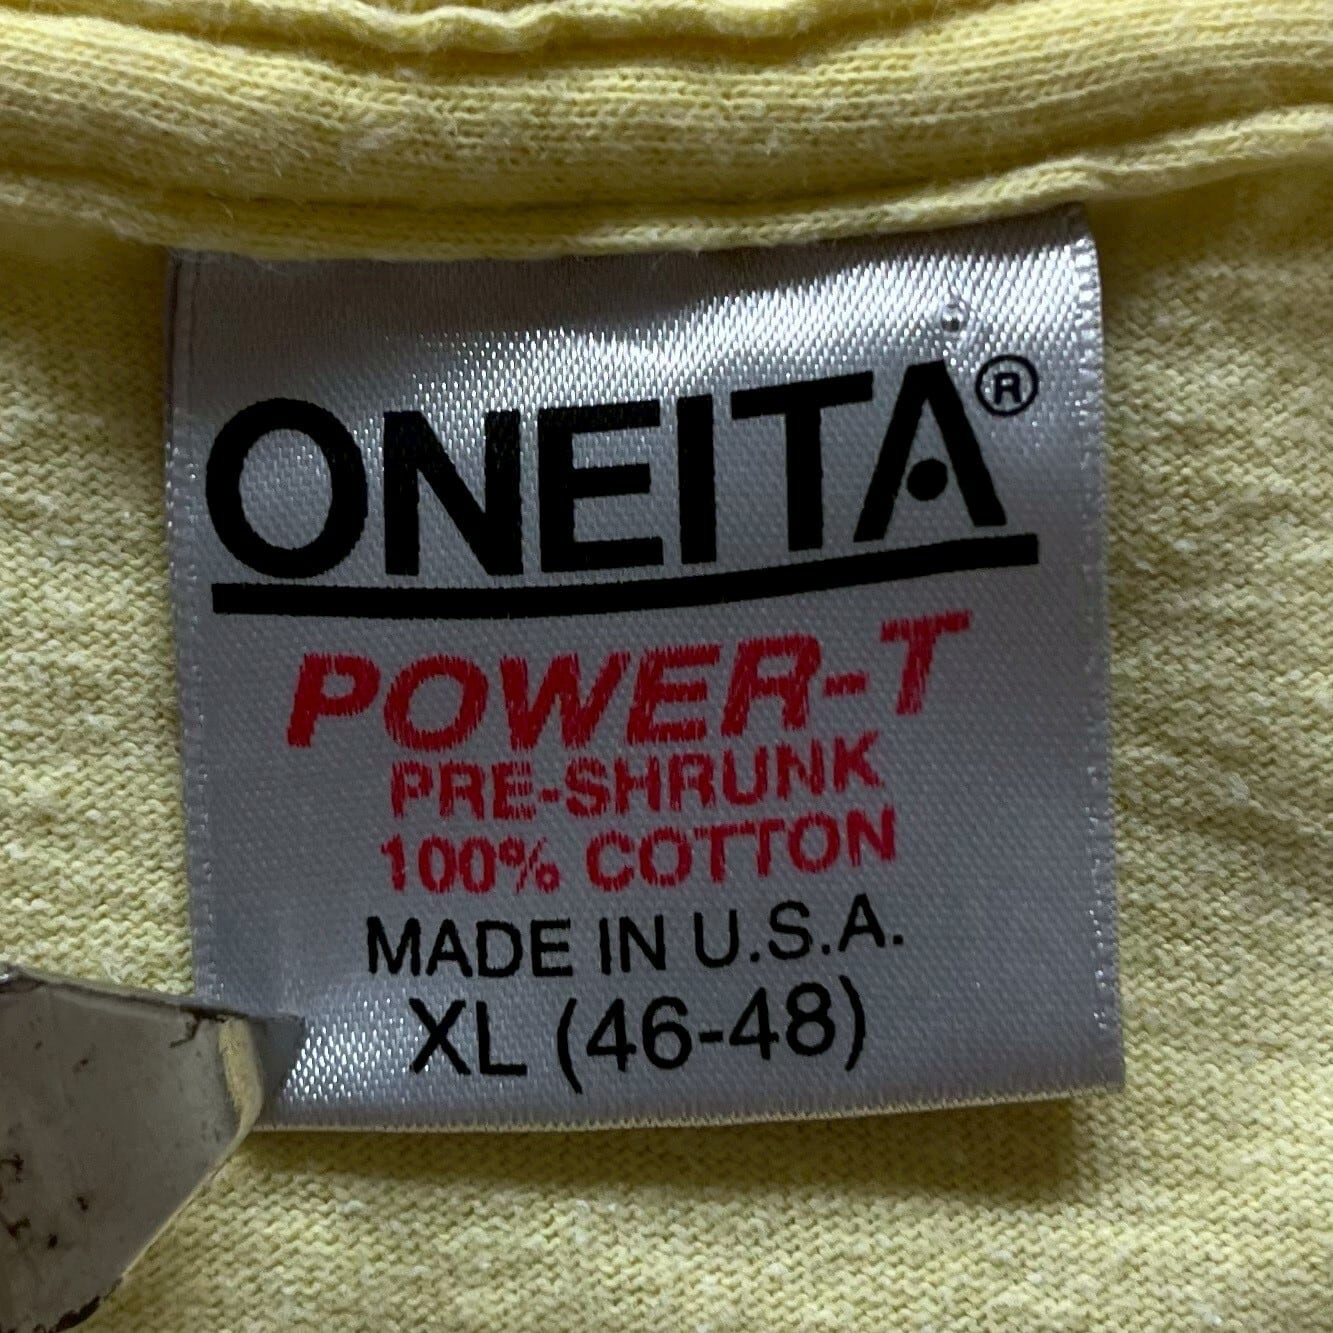 ONEITA®
POWER-T
PRE-SHRUNK
100% COTTON
MADE IN U.S.A.
XL (46-48)